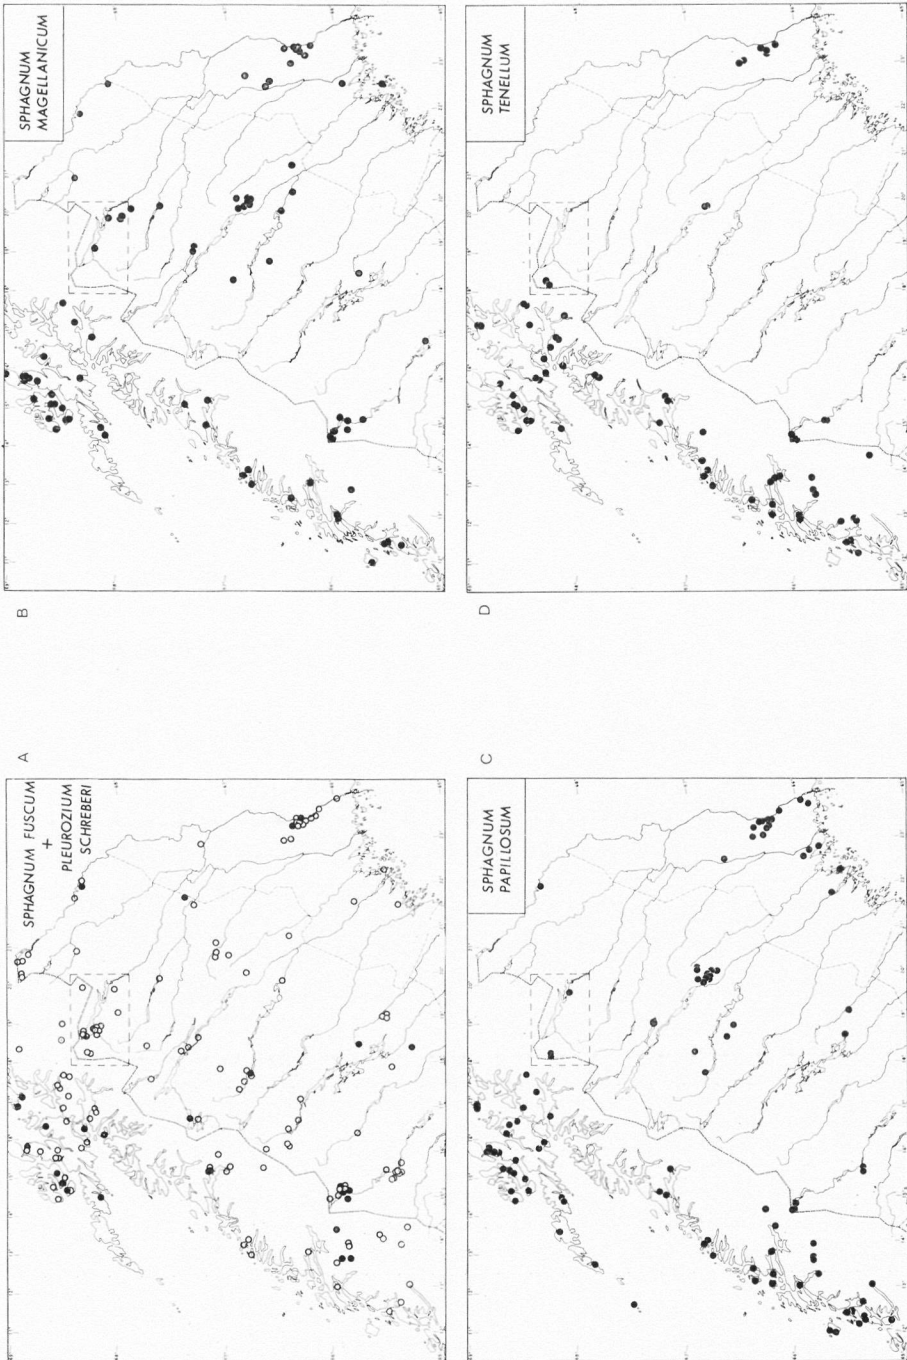 A
SPHAGNUM FUSCUM
+
PLEUROZIUM
SCHREBERI
B
SPHAGNUM
MAGELLANICUM
C
SPHAGNUM
PAPILLOSUM
D
SPHAGNUM
TENELLUM